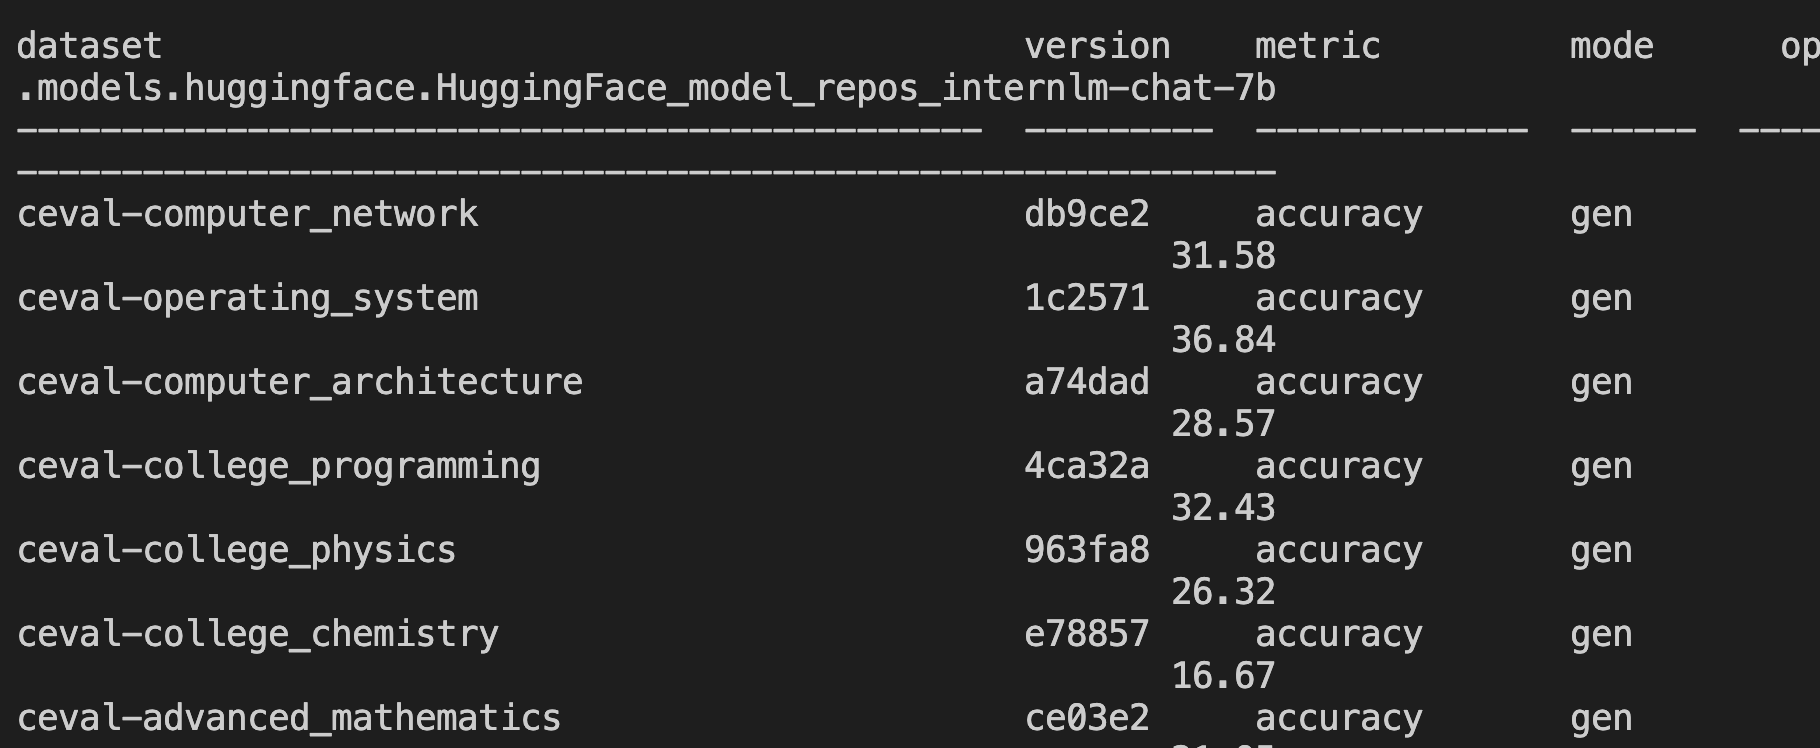 dataset version metric mode op
.models.huggingface.HuggingFace_model_repos_internlm-chat-7b
---------------------------------------------- --------- ------------- ------ ----
------------------------------------------------------------
ceval-computer_network db9ce2 accuracy gen
31.58
ceval-operating_system 1c2571 accuracy gen
36.84
ceval-computer_architecture a74dad accuracy gen
28.57
ceval-college_programming 4ca32a accuracy gen
32.43
ceval-college_physics 963fa8 accuracy gen
26.32
ceval-college_chemistry e78857 accuracy gen
16.67
ceval-advanced_mathematics ce03e2 accuracy gen